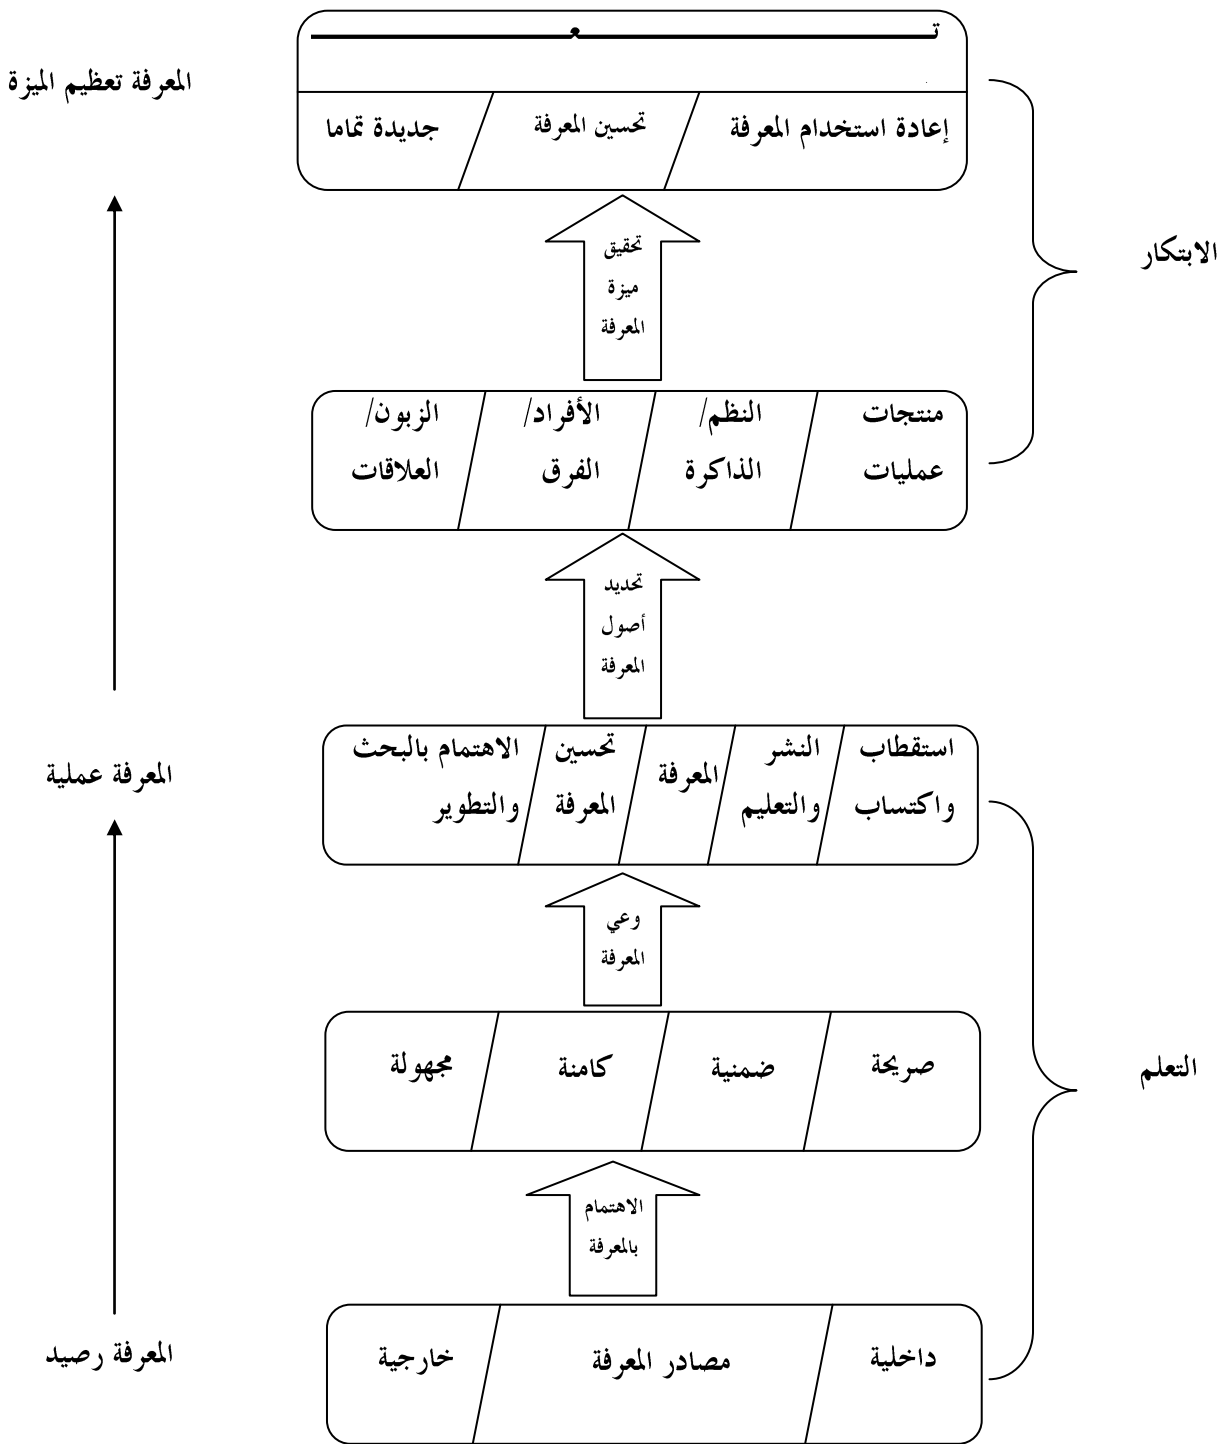 المعرفة تعظيم الميزة
إعادة استخدام المعرفة
تحسين المعرفة
جديدة تماما
تحقيق
ميزة
المعرفة
الابتكار
منتجات
عمليات
النظم/
الذاكرة
الأفراد/
الفرق
الزبون/
العلاقات
تحديد
أصول
المعرفة
المعرفة عملية
استقطاب
واكتساب
النشر
والتعليم
المعرفة
تحسين
المعرفة
الاهتمام بالبحث
والتطوير
وعي
المعرفة
صريحة
ضمنية
كامنة
مجهولة
التعلم
الاهتمام
بالمعرفة
داخلية
مصادر المعرفة
خارجية
المعرفة رصيد